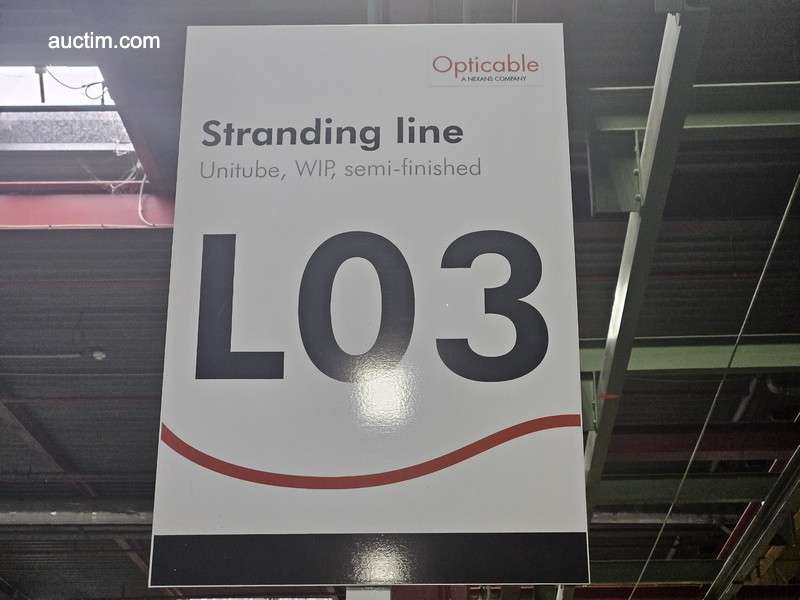 auctim.com
Opticable
A NEXANS COMPANY
Stranding line
Unitube, WIP, semi-finished
L03